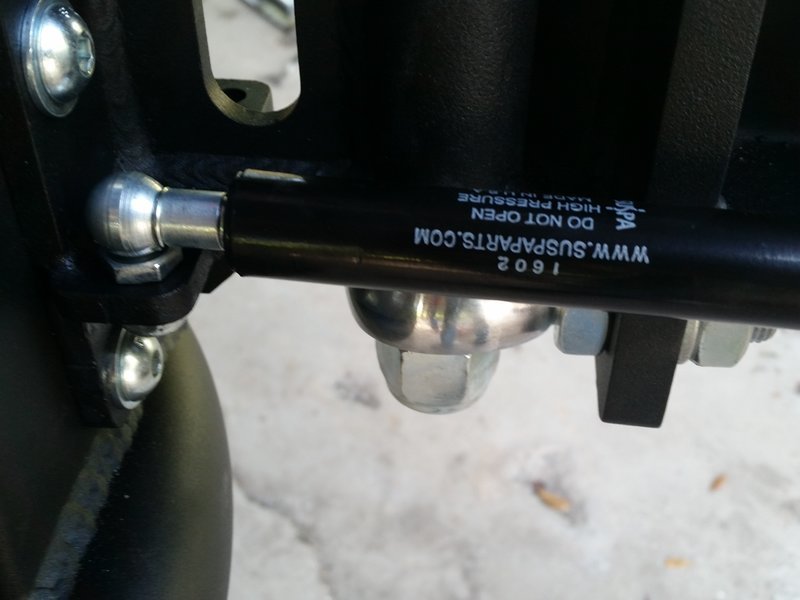 HIGH PRESSURE
DO NOT OPEN
WWW.SUSPAPARTS.COM
1602